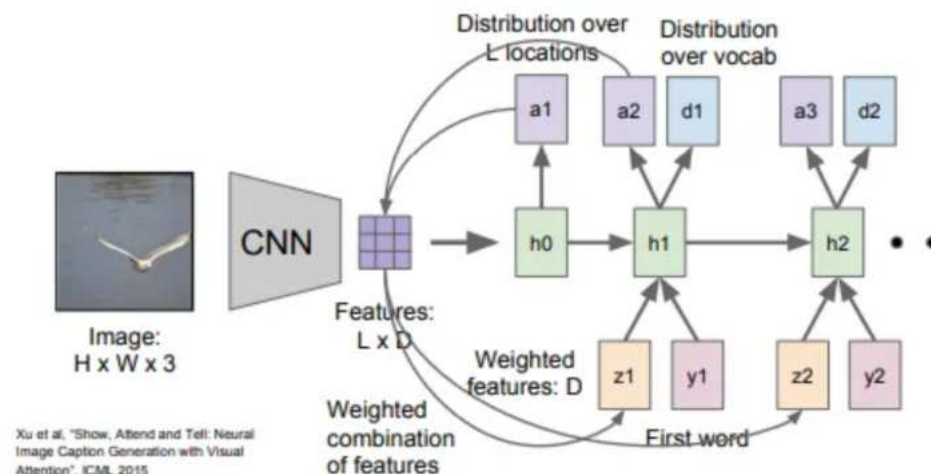 Distribution over
L locations
Distribution
over vocab
a1
a2
d1
a3
d2
CNN
h0
h1
h2
Image:
H x W x 3
Features:
L x D
Weighted
features: D
z1
y1
z2
y2
Weighted
combination
of features
First word
Xu et al, "Show, Attend and Tell: Neural
Image Caption Generation with Visual
Attention", ICML 2015